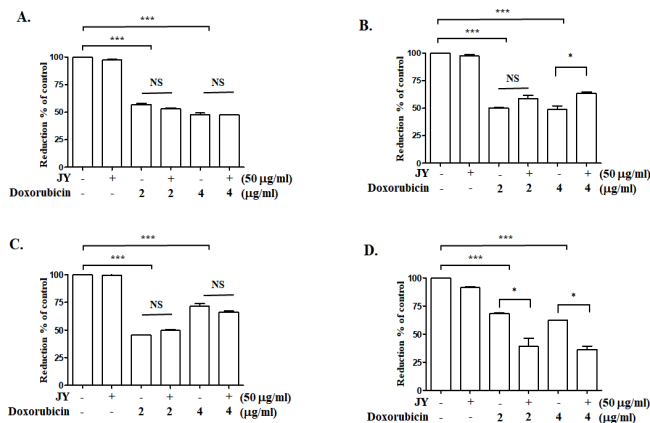 A.
***
***
NS
NS
Reduction % of control
100
75
50
25
0
JY - + - + - + (50 µg/ml)
Doxorubicin - - 2 2 4 4 (µg/ml)
B.
***
***
NS
*
Reduction % of control
100
75
50
25
0
JY - + - + - + (50 µg/ml)
Doxorubicin - - 2 2 4 4 (µg/ml)
C.
***
***
NS
NS
Reduction % of control
100
75
50
25
0
JY - + - + - + (50 µg/ml)
Doxorubicin - - 2 2 4 4 (µg/ml)
D.
***
***
*
*
Reduction % of control
100
75
50
25
0
JY - + - + - + (50 µg/ml)
Doxorubicin - - 2 2 4 4 (µg/ml)